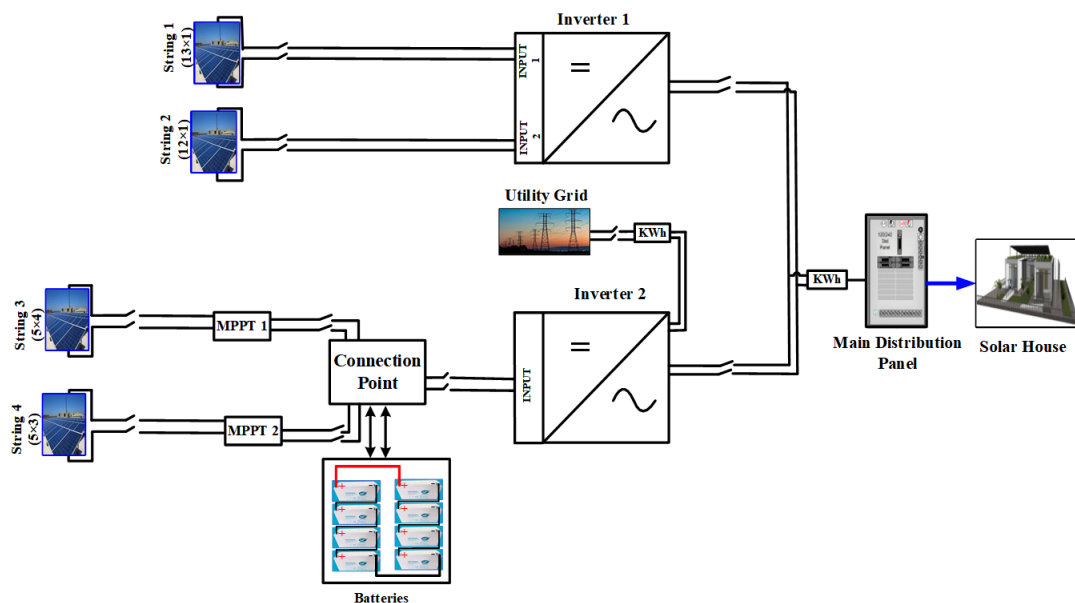 Inverter 1
String 1
(13×1)
INPUT
1
String 2
(12×1)
INPUT
2
Utility Grid
KWh
Inverter 2
KWh
String 3
(5×4)
MPPT 1
Connection
Point
INPUT
Main Distribution
Panel
Solar House
String 4
(5×3)
MPPT 2
Batteries